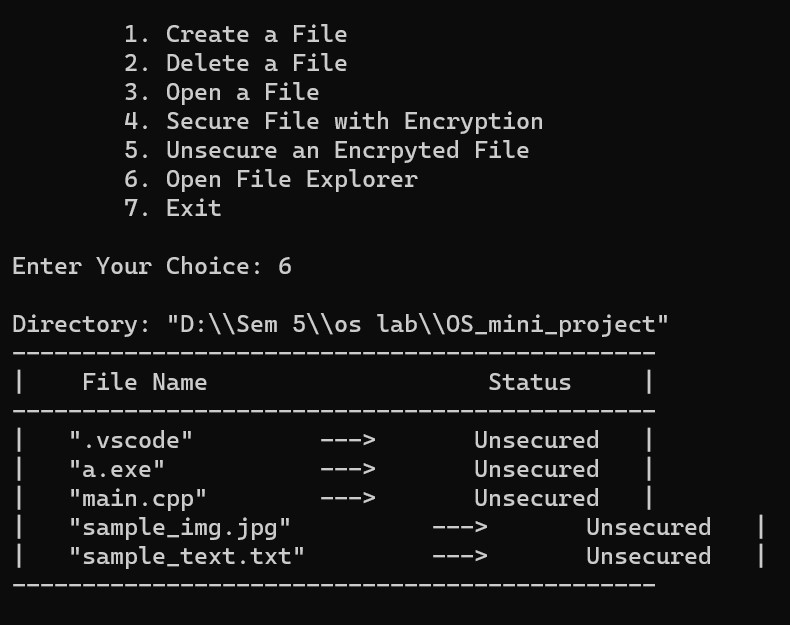 1. Create a File
2. Delete a File
3. Open a File
4. Secure File with Encryption
5. Unsecure an Encrpyted File
6. Open File Explorer
7. Exit
Enter Your Choice: 6
Directory: "D:\\Sem 5\\os lab\\OS_mini_project"
----------------------------------------------
|    File Name                    Status     |
----------------------------------------------
|   ".vscode"         --->       Unsecured   |
|   "a.exe"           --->       Unsecured   |
|   "main.cpp"        --->       Unsecured   |
|   "sample_img.jpg"          --->       Unsecured   |
|   "sample_text.txt"         --->       Unsecured   |
----------------------------------------------